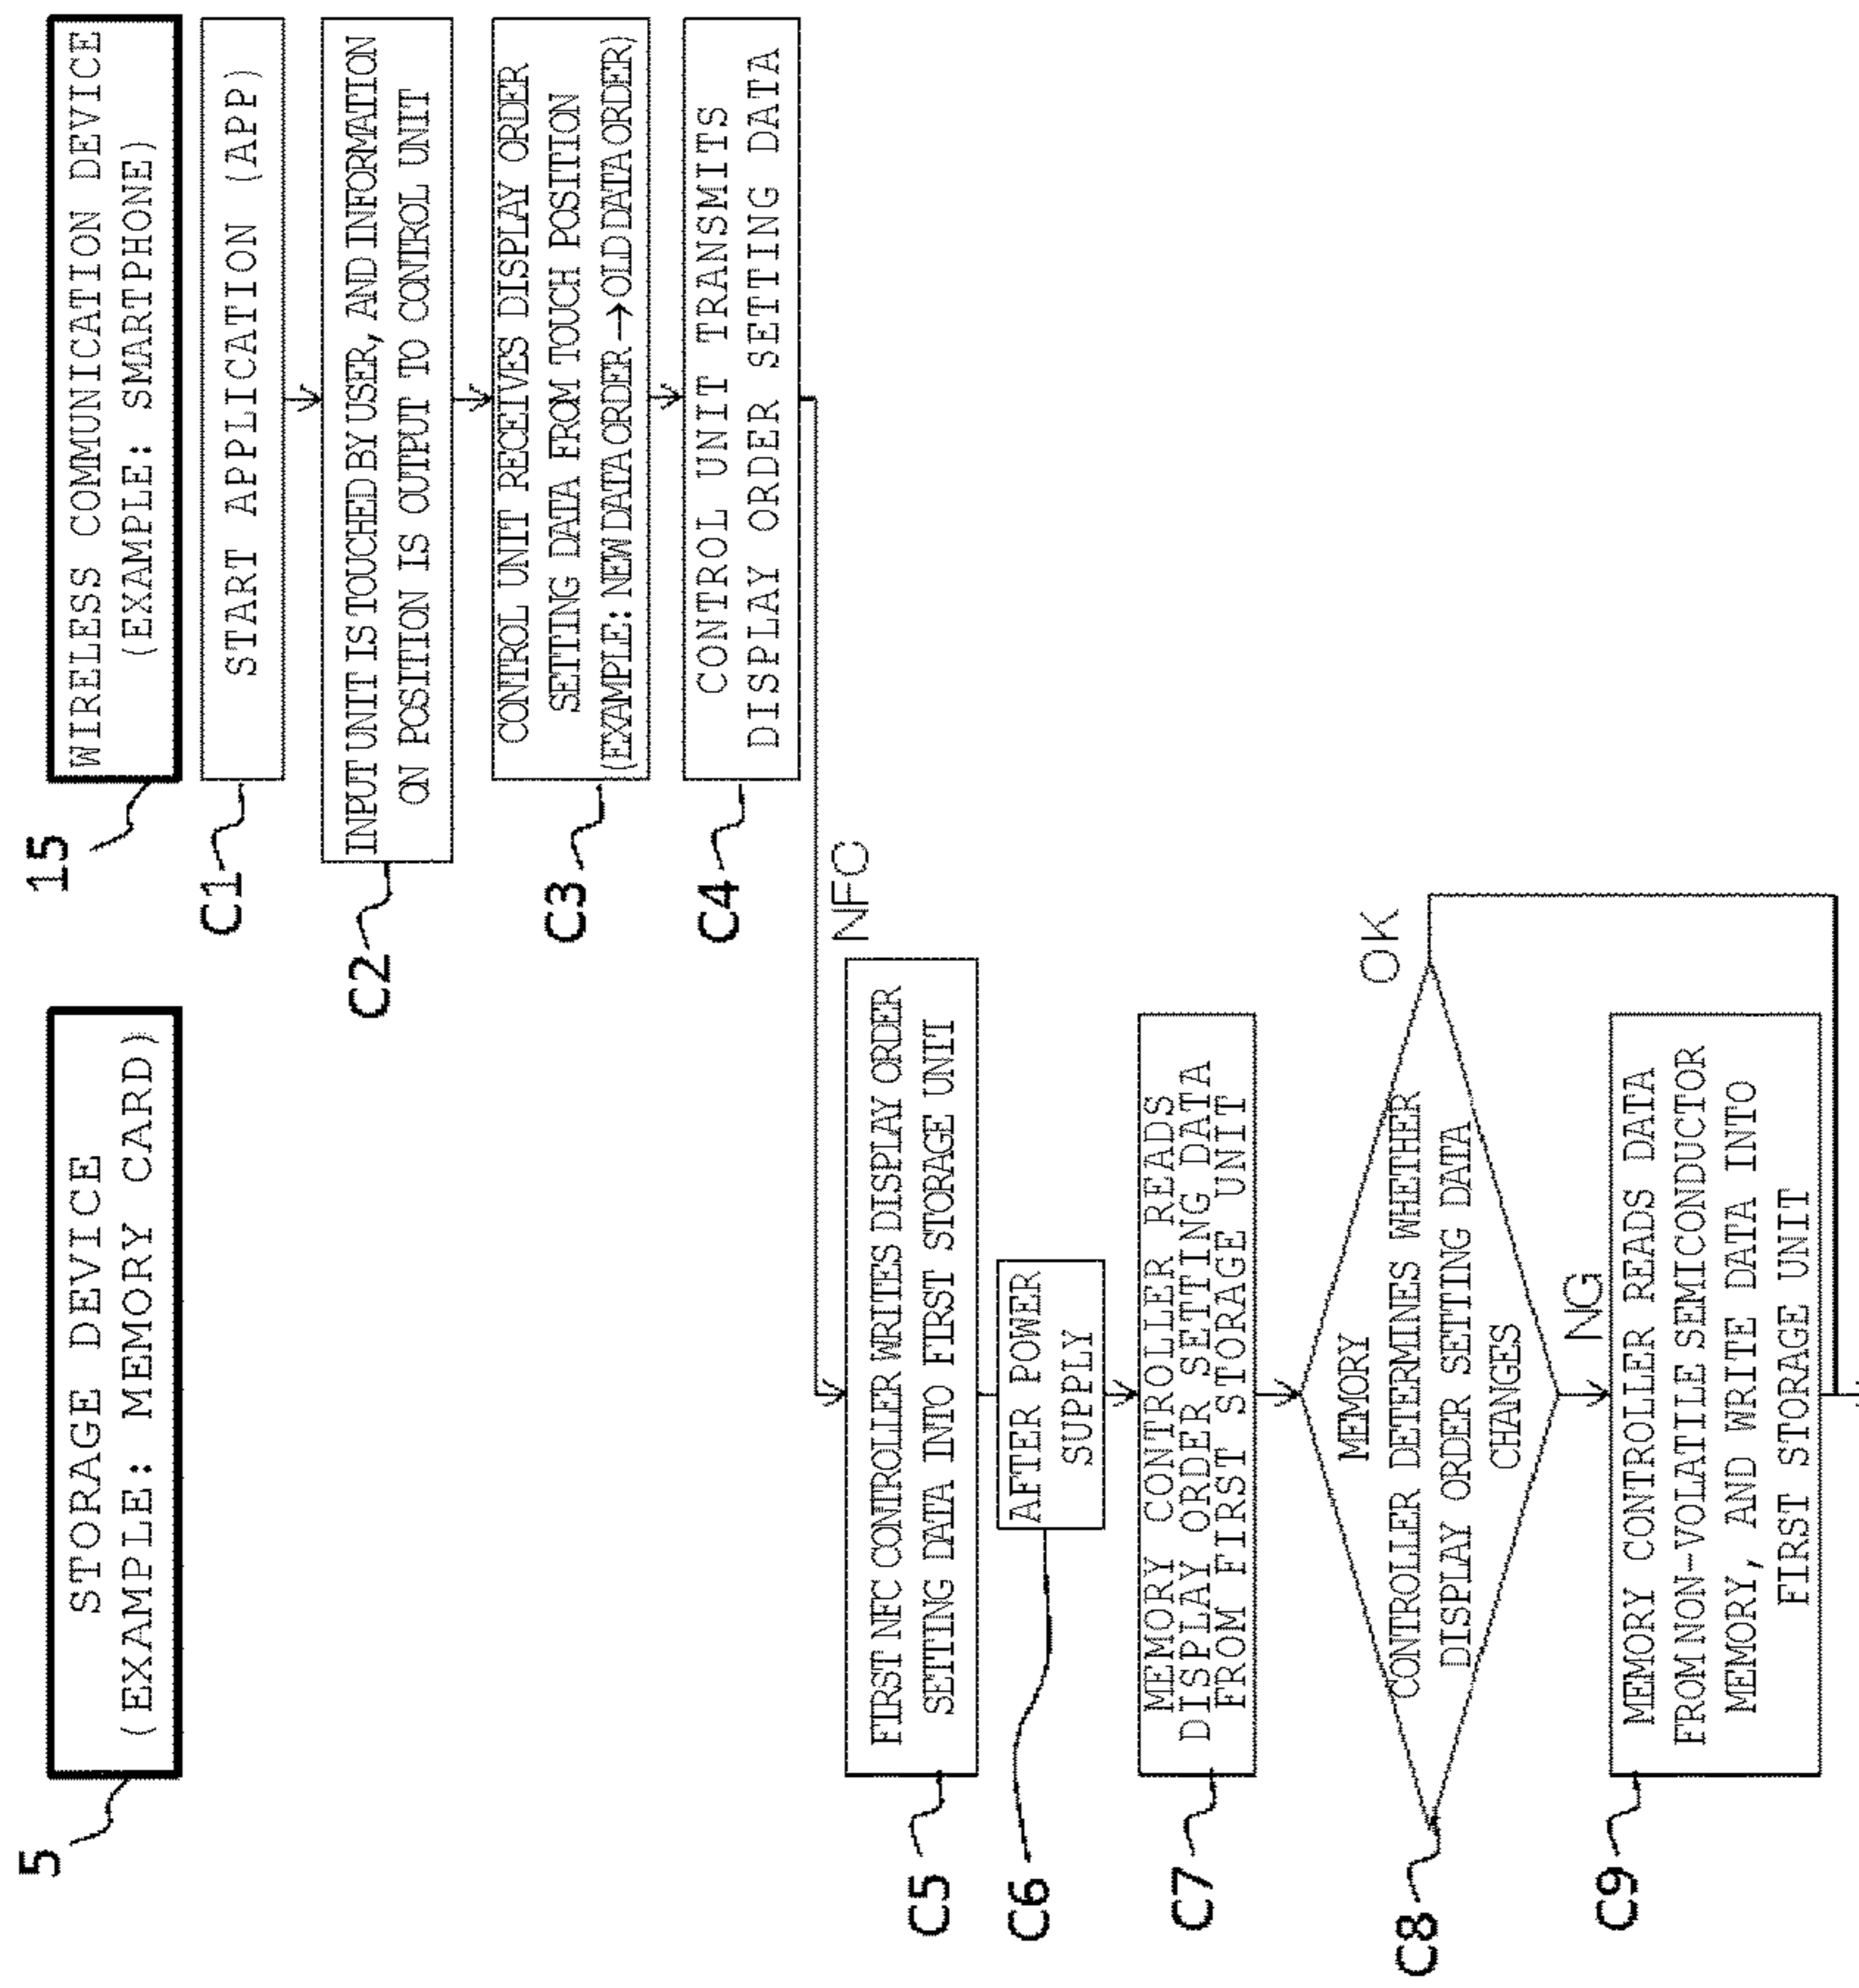 5
STORAGE DEVICE
(EXAMPLE: MEMORY CARD)
15
WIRELESS COMMUNICATION DEVICE
(EXAMPLE: SMARTPHONE)
C1
START APPLICATION (APP)
C2
INPUT UNIT IS TOUCHED BY USER, AND INFORMATION
ON POSITION IS OUTPUT TO CONTROL UNIT
C3
CONTROL UNIT RECEIVES DISPLAY ORDER
SETTING DATA FROM TOUCH POSITION
(EXAMPLE: NEW DATA ORDER→OLD DATA ORDER)
C4
CONTROL UNIT TRANSMITS
DISPLAY ORDER SETTING DATA
NFC
C5
FIRST NFC CONTROLLER WRITES DISPLAY ORDER
SETTING DATA INTO FIRST STORAGE UNIT
C6
AFTER POWER
SUPPLY
C7
MEMORY CONTROLLER READS
DISPLAY ORDER SETTING DATA
FROM FIRST STORAGE UNIT
C8
MEMORY
CONTROLLER DETERMINES WHETHER
DISPLAY ORDER SETTING DATA
CHANGES
OK
NG
C9
MEMORY CONTROLLER READS DATA
FROM NON-VOLATILE SEMICONDUCTOR
MEMORY, AND WRITE DATA INTO
FIRST STORAGE UNIT